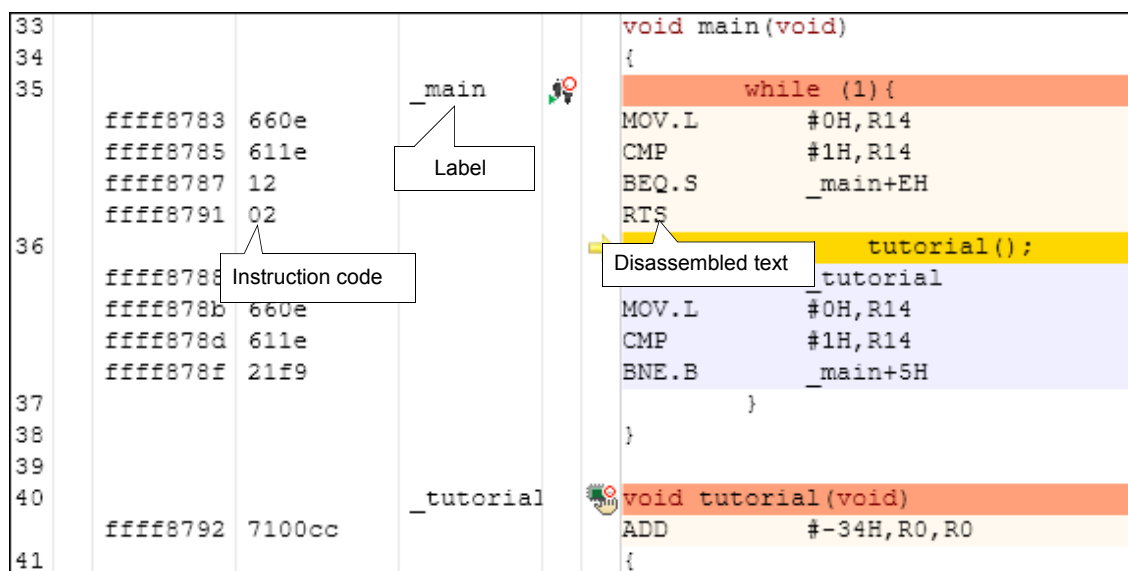 33 void main(void)
34 {
35 _main while (1){
ffff8783 660e MOV.L #0H,R14
ffff8785 611e CMP #1H,R14
Label
ffff8787 12 BEQ.S _main+EH
ffff8791 02 RTS
36 tutorial();
Instruction code
Disassembled text
ffff8788 _tutorial
ffff878b 660e MOV.L #0H,R14
ffff878d 611e CMP #1H,R14
ffff878f 21f9 BNE.B _main+5H
37 }
38 }
39
40 _tutorial void tutorial(void)
ffff8792 7100cc ADD #-34H,R0,R0
41 {